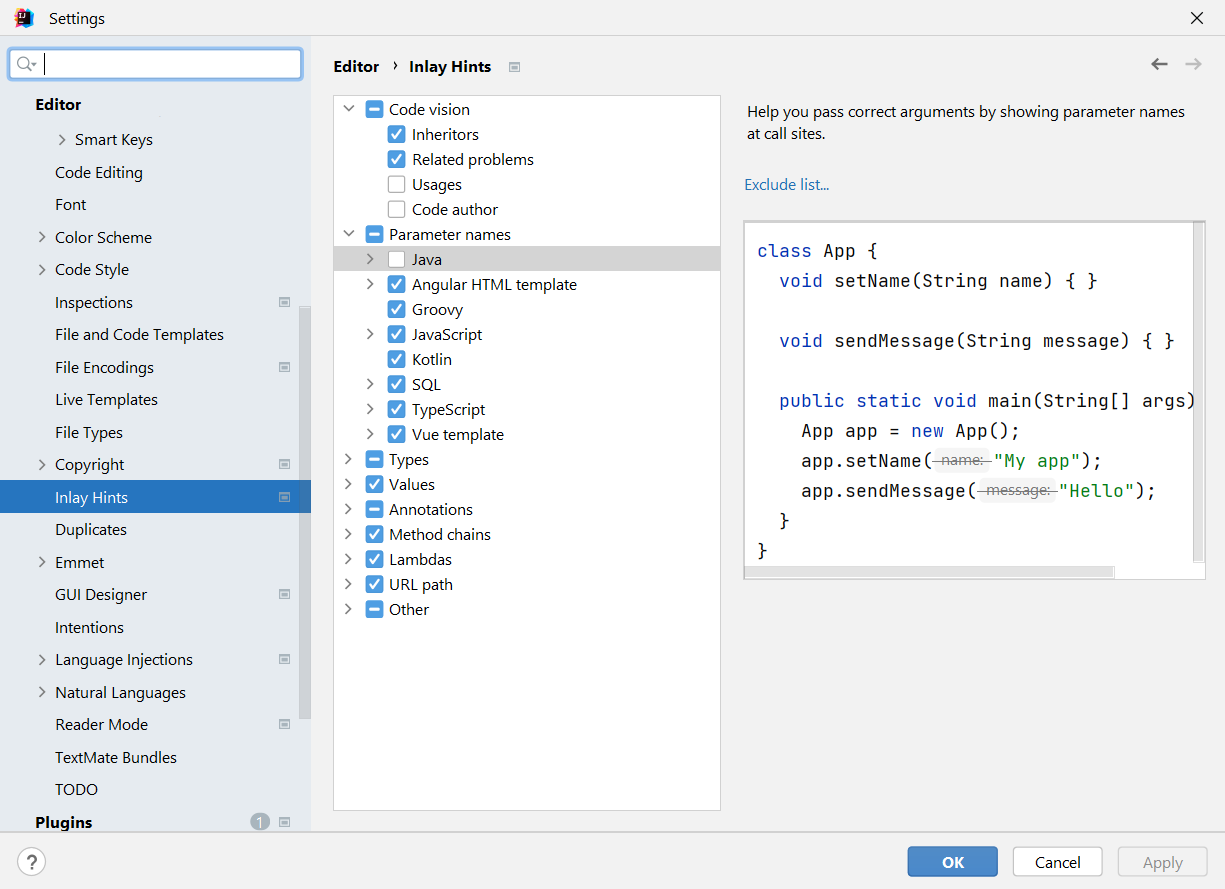 Settings
Editor
Smart Keys
Code Editing
Font
Color Scheme
Code Style
Inspections
File and Code Templates
File Encodings
Live Templates
File Types
Copyright
Inlay Hints
Duplicates
Emmet
GUI Designer
Intentions
Language Injections
Natural Languages
Reader Mode
TextMate Bundles
TODO
Plugins 1
Editor › Inlay Hints
Code vision
Inheritors
Related problems
Usages
Code author
Parameter names
Java
Angular HTML template
Groovy
JavaScript
Kotlin
SQL
TypeScript
Vue template
Types
Values
Annotations
Method chains
Lambdas
URL path
Other
Help you pass correct arguments by showing parameter names
at call sites.
Exclude list...
class App {
void setName(String name) { }
void sendMessage(String message) { }
public static void main(String[] args)
App app = new App();
app.setName( name: "My app");
app.sendMessage( message: "Hello");
}
}
?
OK
Cancel
Apply